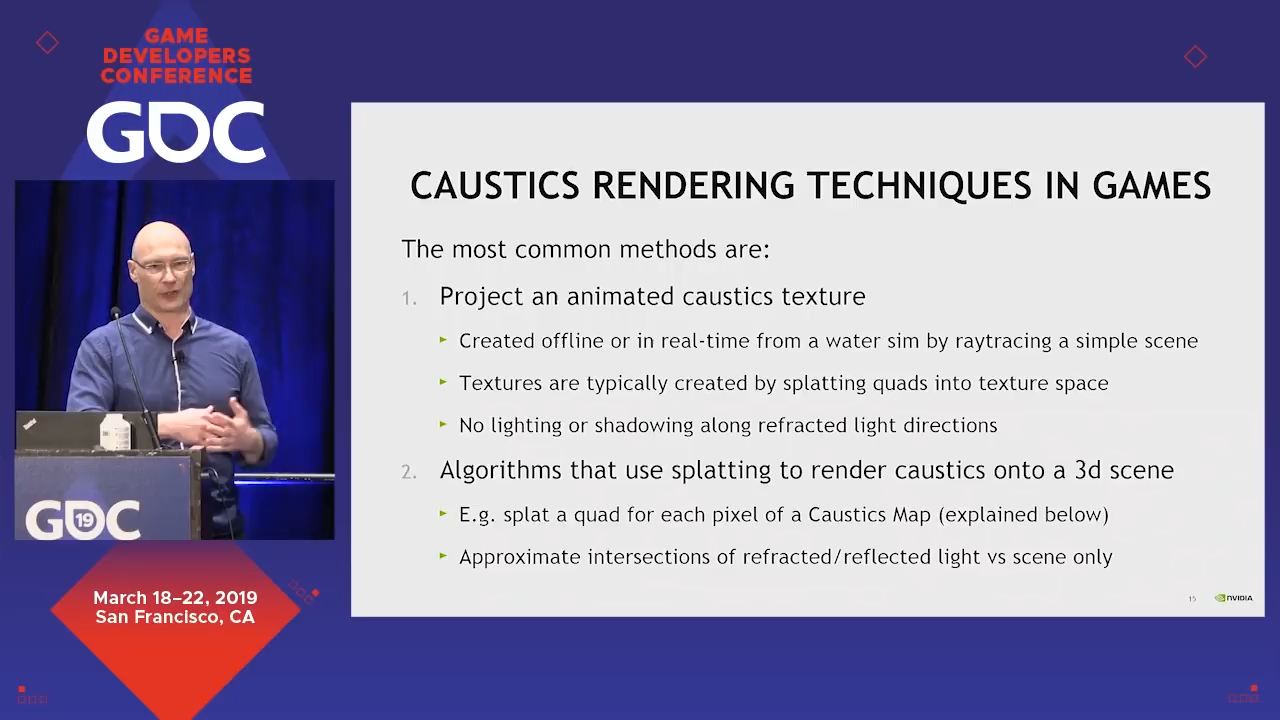 GAME
DEVELOPERS
CONFERENCE
GDC
GDC
19
March 18–22, 2019
San Francisco, CA
CAUSTICS RENDERING TECHNIQUES IN GAMES
The most common methods are:
1. Project an animated caustics texture
► Created offline or in real-time from a water sim by raytracing a simple scene
► Textures are typically created by splatting quads into texture space
► No lighting or shadowing along refracted light directions
2. Algorithms that use splatting to render caustics onto a 3d scene
► E.g. splat a quad for each pixel of a Caustics Map (explained below)
► Approximate intersections of refracted/reflected light vs scene only
15
NVIDIA